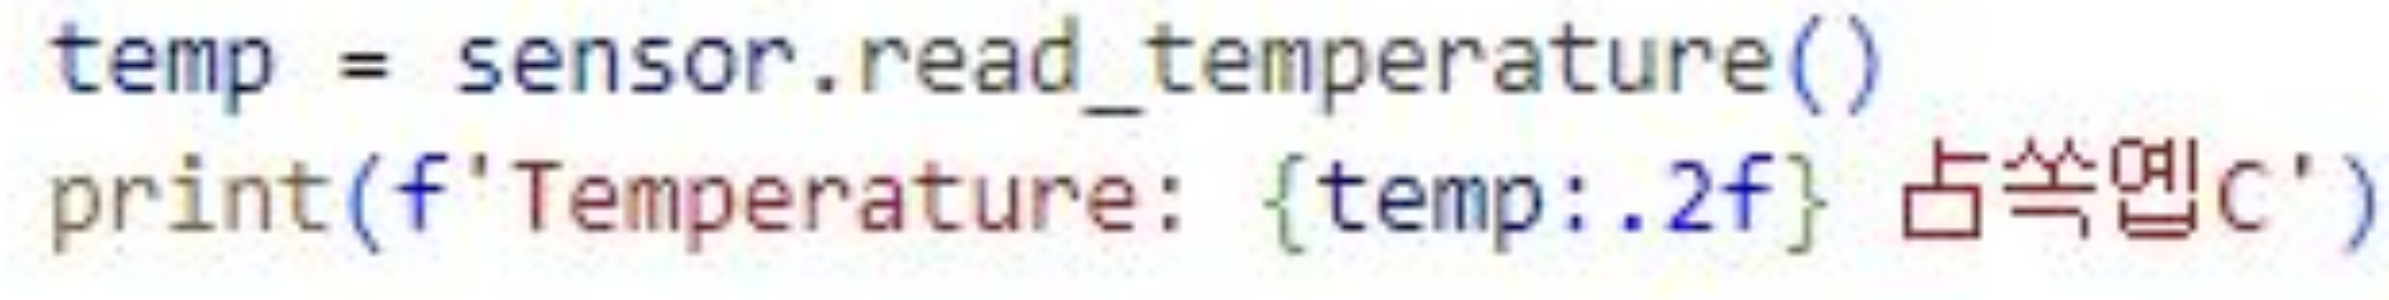 temp = sensor.read_temperature()
print(f'Temperature: {temp:.2f} 占쏙옙C')